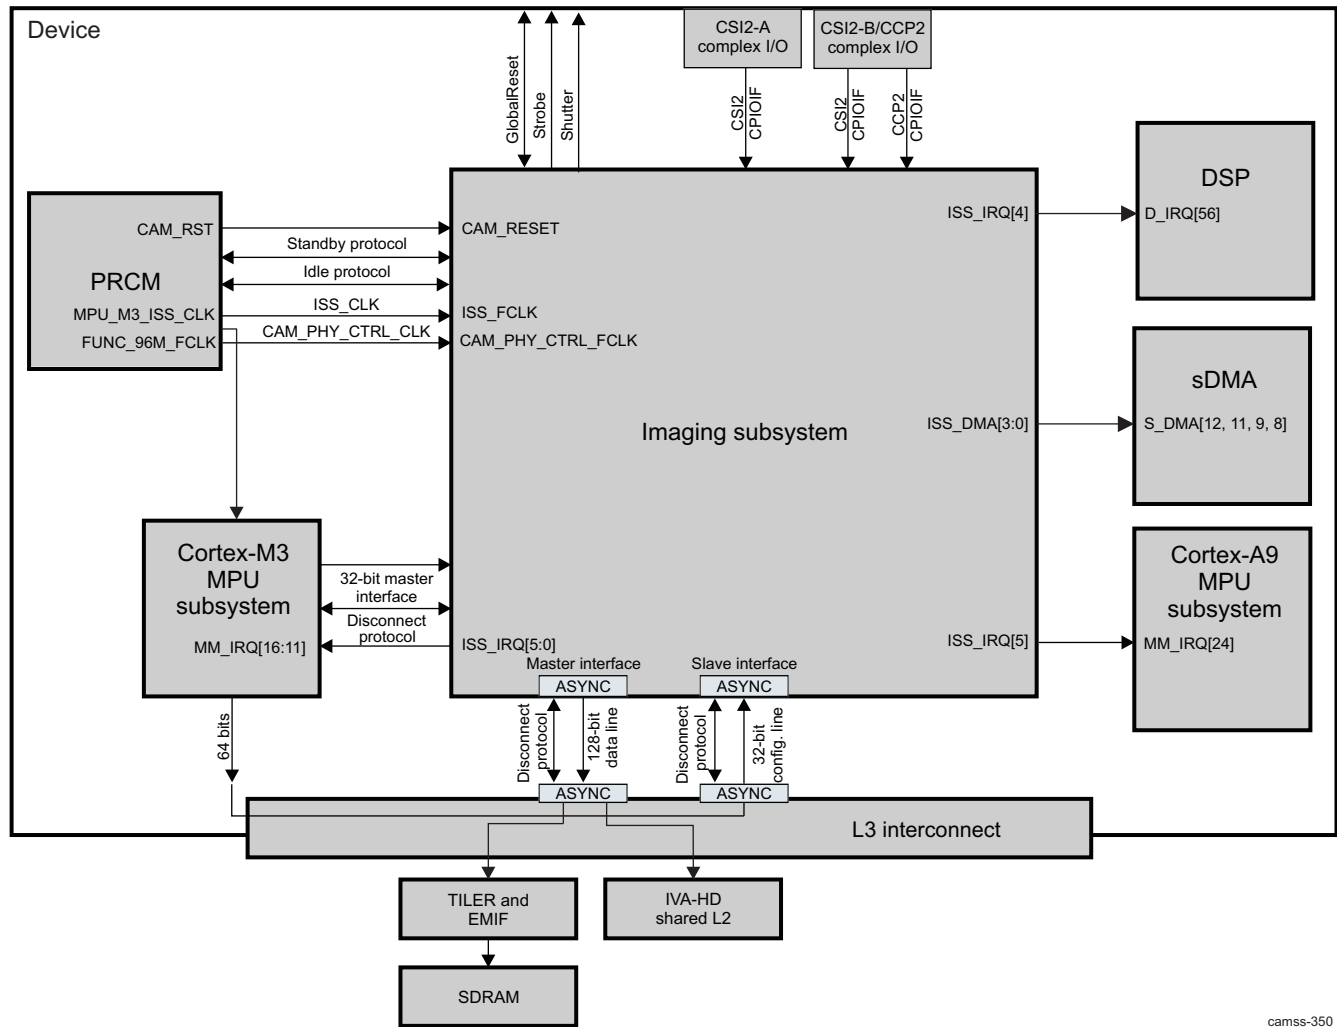 Device
GlobalReset
Strobe
Shutter
CSI2-A
complex I/O
CSI2-B/CCP2
complex I/O
CSI2
CPIOIF
CSI2
CPIOIF
CCP2
CPIOIF
PRCM
CAM_RST
MPU_M3_ISS_CLK
FUNC_96M_FCLK
Standby protocol
Idle protocol
ISS_CLK
CAM_PHY_CTRL_CLK
CAM_RESET
ISS_FCLK
CAM_PHY_CTRL_FCLK
Imaging subsystem
ISS_IRQ[4]
DSP
D_IRQ[56]
ISS_DMA[3:0]
sDMA
S_DMA[12, 11, 9, 8]
Cortex-M3
MPU
subsystem
MM_IRQ[16:11]
32-bit master
interface
Disconnect
protocol
ISS_IRQ[5:0]
ISS_IRQ[5]
Cortex-A9
MPU
subsystem
MM_IRQ[24]
Master interface
ASYNC
Slave interface
ASYNC
64 bits
Disconnect
protocol
128-bit
data line
Disconnect
protocol
32-bit
config. line
ASYNC
ASYNC
L3 interconnect
TILER and
EMIF
IVA-HD
shared L2
SDRAM
camss-350